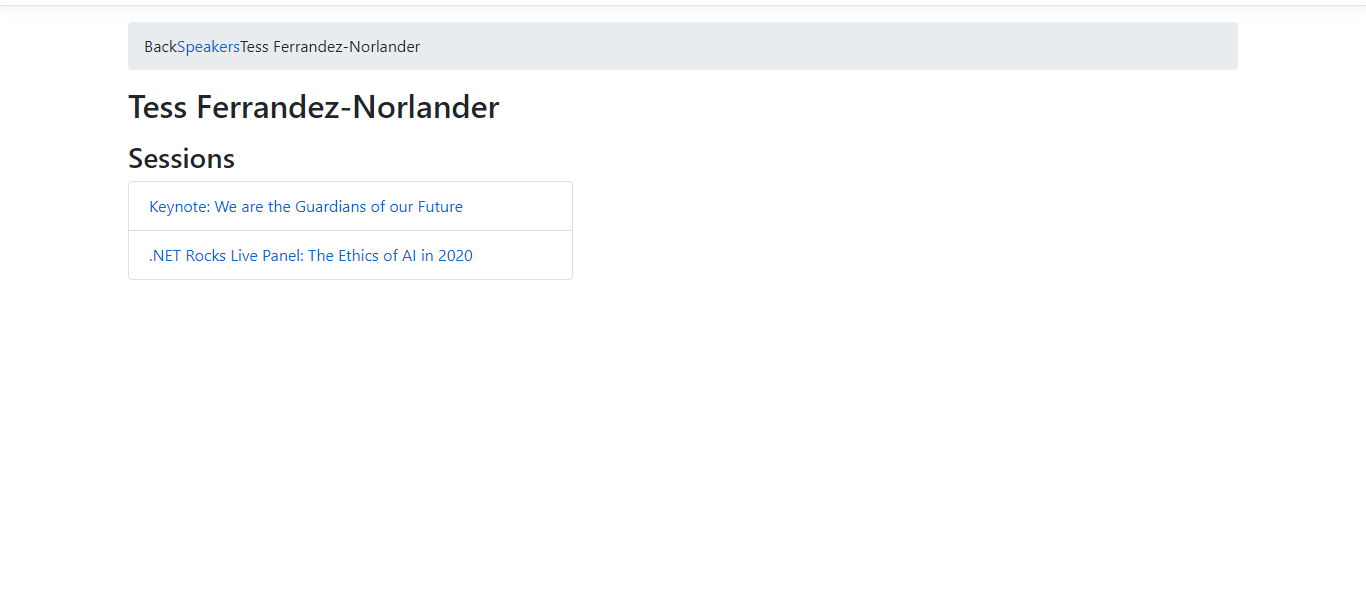 BackSpeakersTess Ferrandez-Norlander
Tess Ferrandez-Norlander
Sessions
Keynote: We are the Guardians of our Future
.NET Rocks Live Panel: The Ethics of AI in 2020